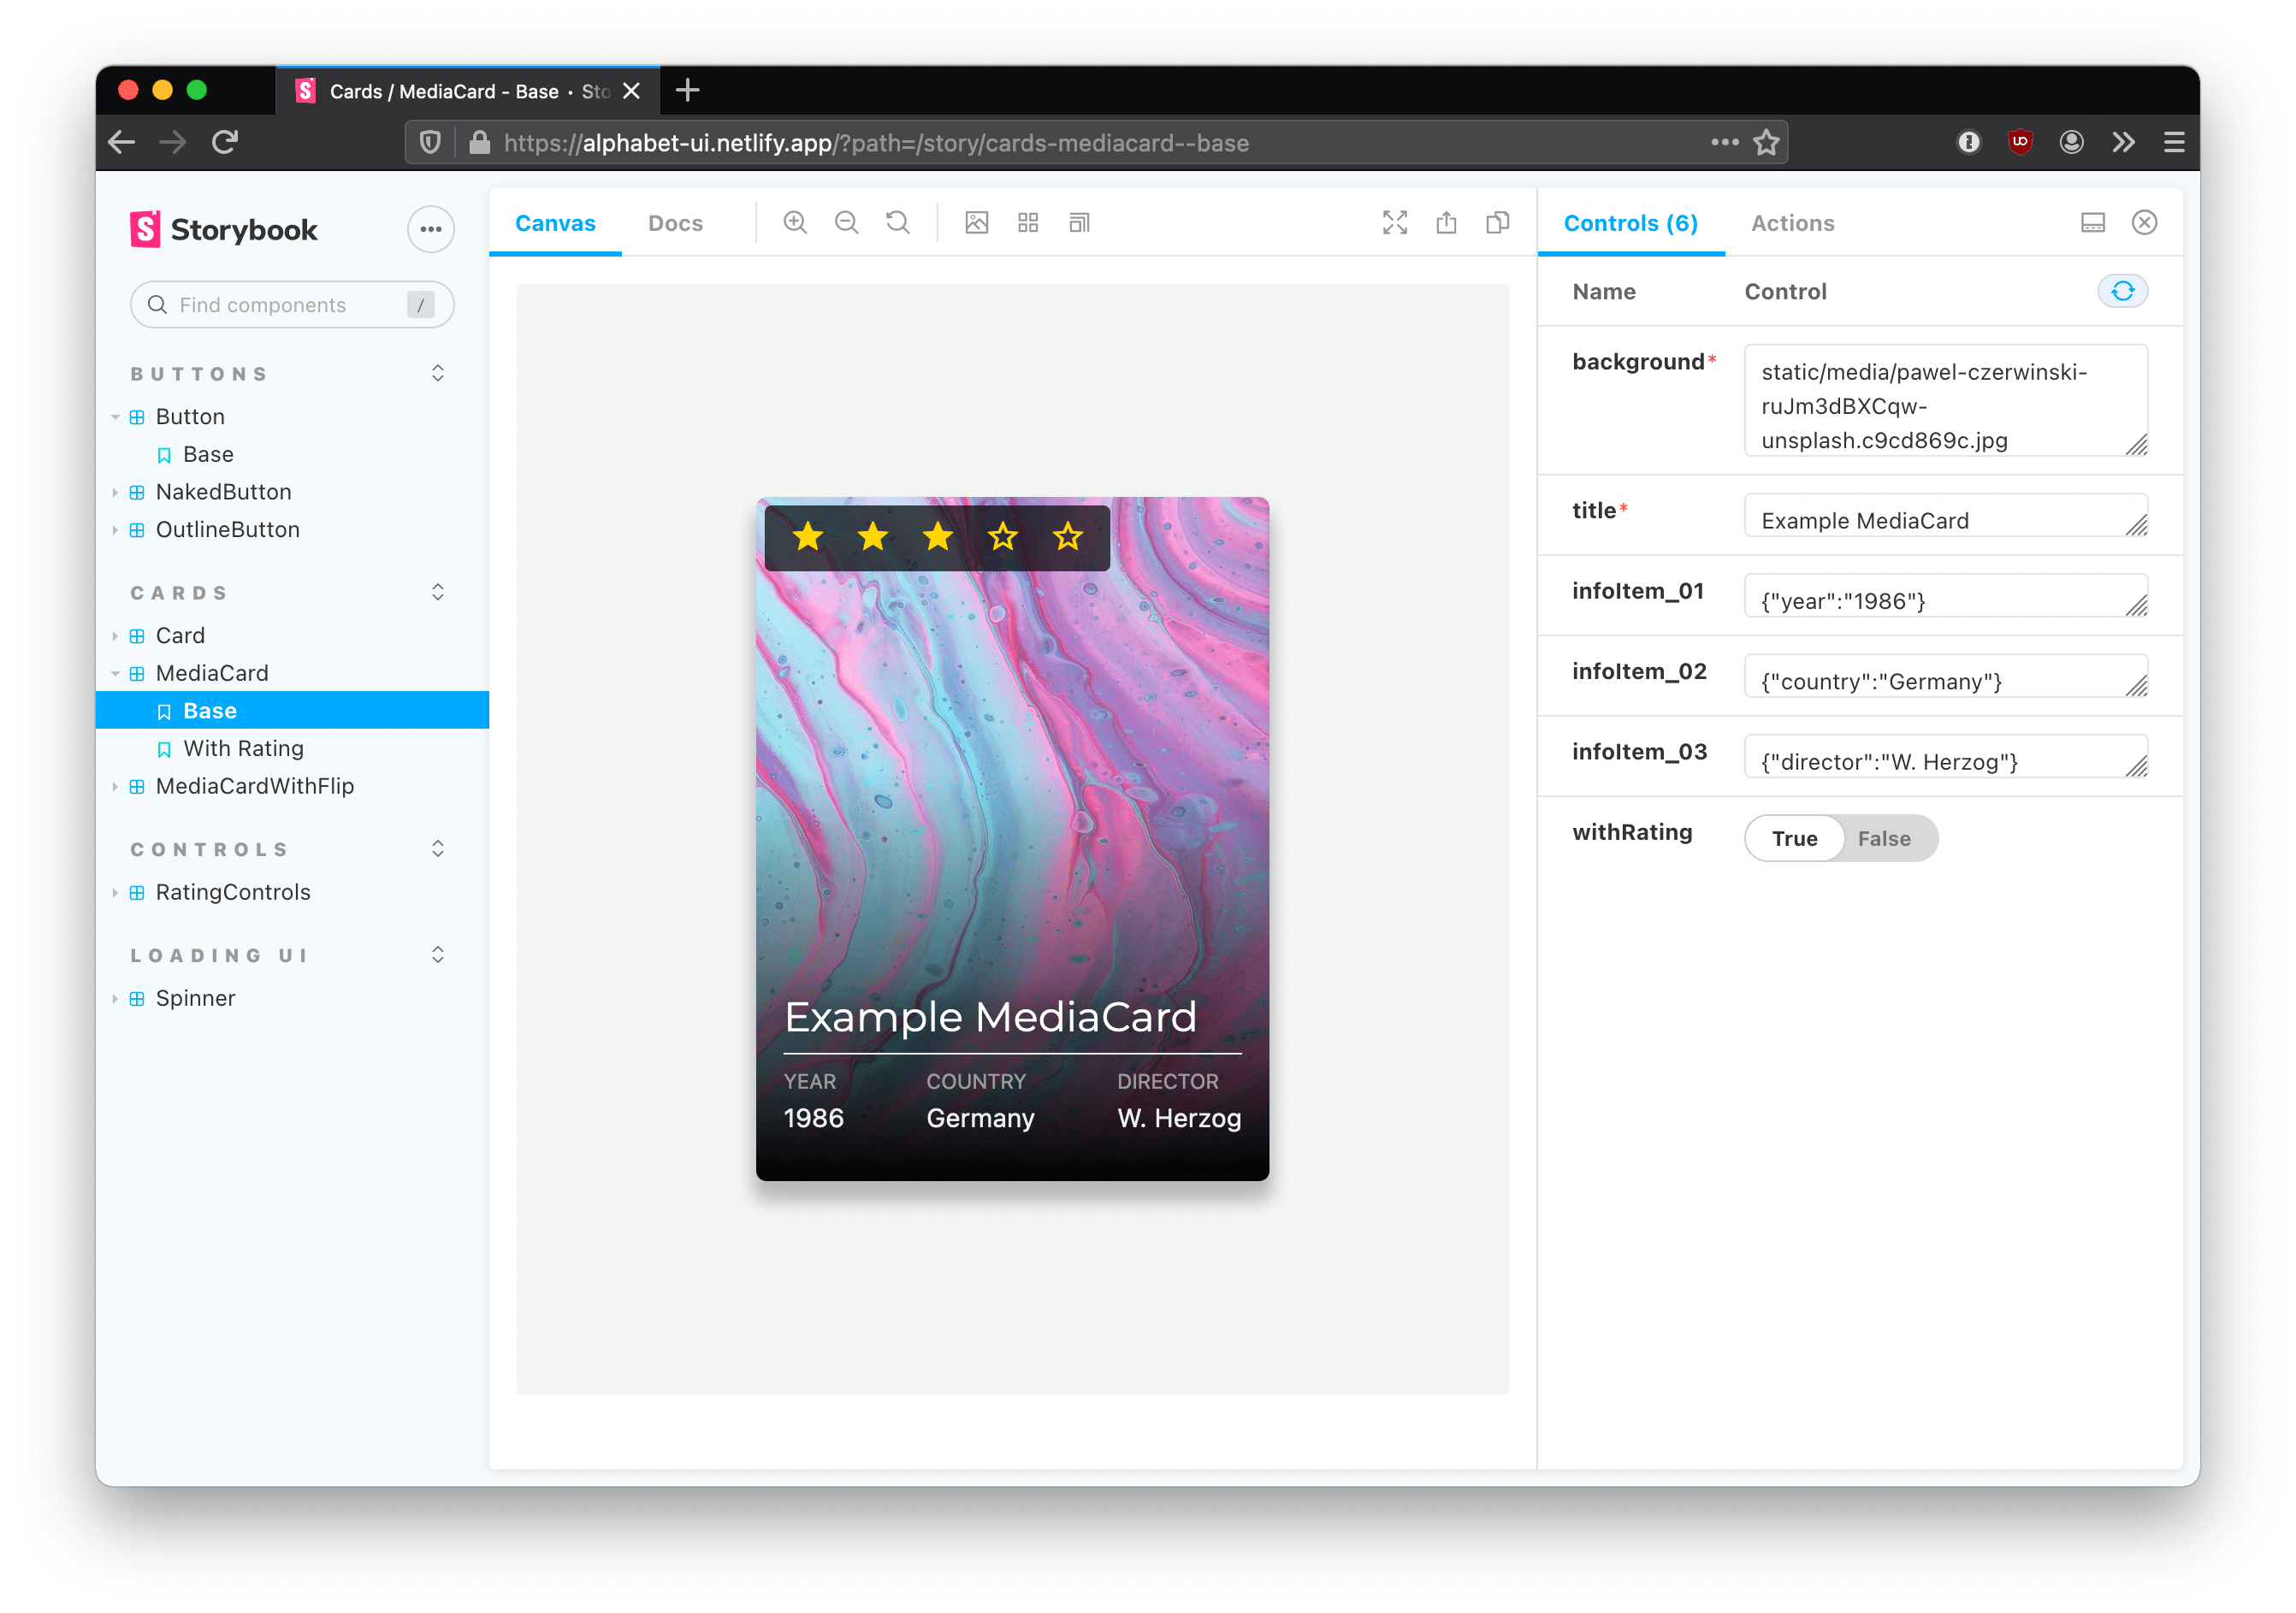 Cards / MediaCard - Base • Sto
https://alphabet-ui.netlify.app/?path=/story/cards-mediacard--base
Storybook
Find components /
BUTTONS
Button
Base
NakedButton
OutlineButton
CARDS
Card
MediaCard
Base
With Rating
MediaCardWithFlip
CONTROLS
RatingControls
LOADING UI
Spinner
Canvas Docs
Example MediaCard
YEAR COUNTRY DIRECTOR
1986 Germany W. Herzog
Controls (6) Actions
Name Control
background* static/media/pawel-czerwinski-
ruJm3dBXCqw-
unsplash.c9cd869c.jpg
title* Example MediaCard
infoItem_01 {"year":"1986"}
infoItem_02 {"country":"Germany"}
infoItem_03 {"director":"W. Herzog"}
withRating True False